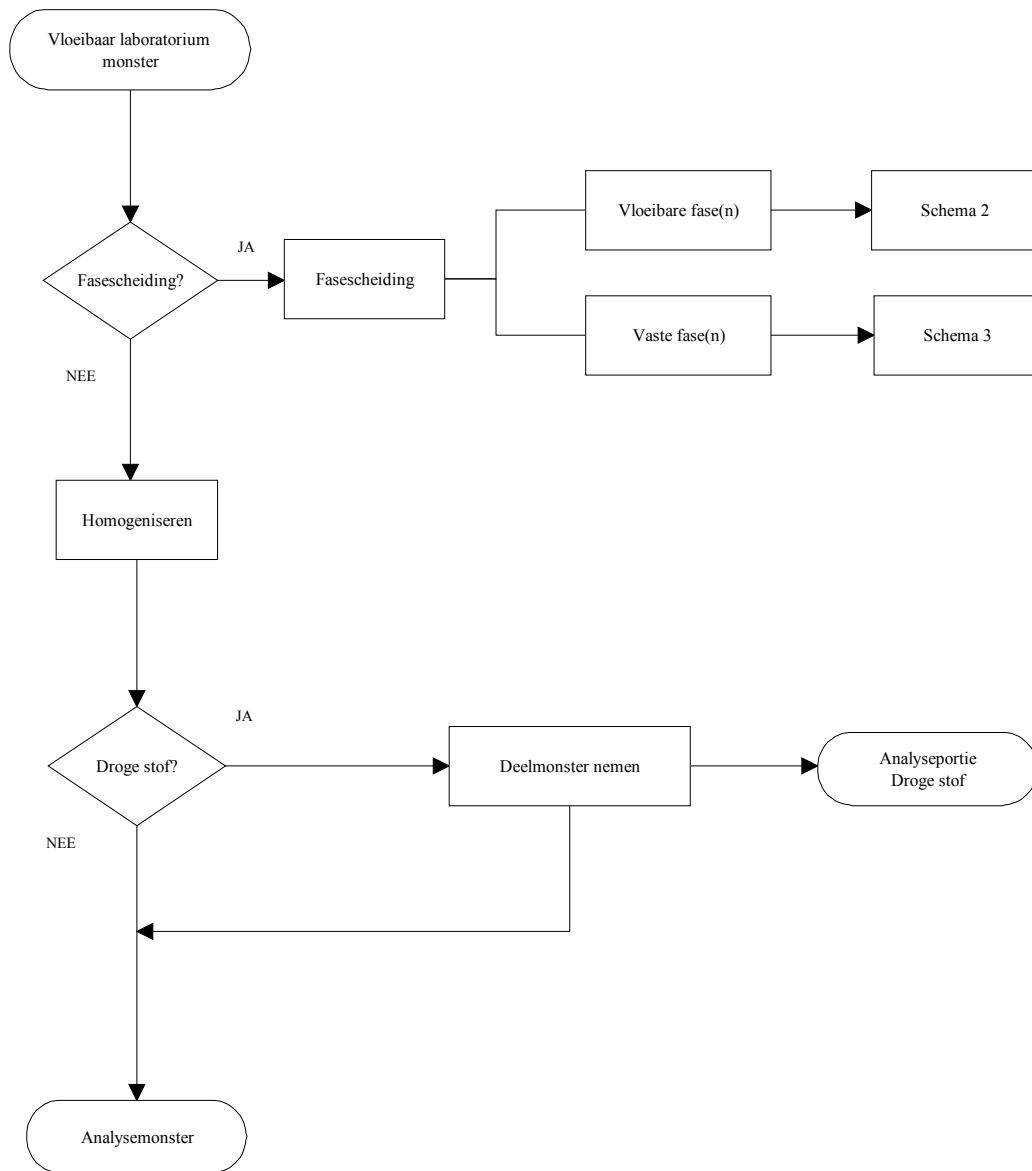 Vloeibaar laboratorium
monster
Fasescheiding?
JA
Fasescheiding
Vloeibare fase(n)
Schema 2
Vaste fase(n)
Schema 3
NEE
Homogeniseren
Droge stof?
JA
Deelmonster nemen
Analyseportie
Droge stof
NEE
Analysemonster